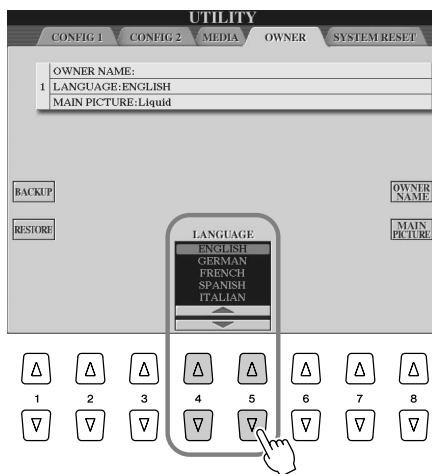 UTILITY
CONFIG 1 CONFIG 2 MEDIA OWNER SYSTEM RESET
OWNER NAME:
1 LANGUAGE:ENGLISH
MAIN PICTURE:Liquid
BACKUP
OWNER NAME
RESTORE
MAIN PICTURE
LANGUAGE
ENGLISH
GERMAN
FRENCH
SPANISH
ITALIAN
1 2 3 4 5 6 7 8